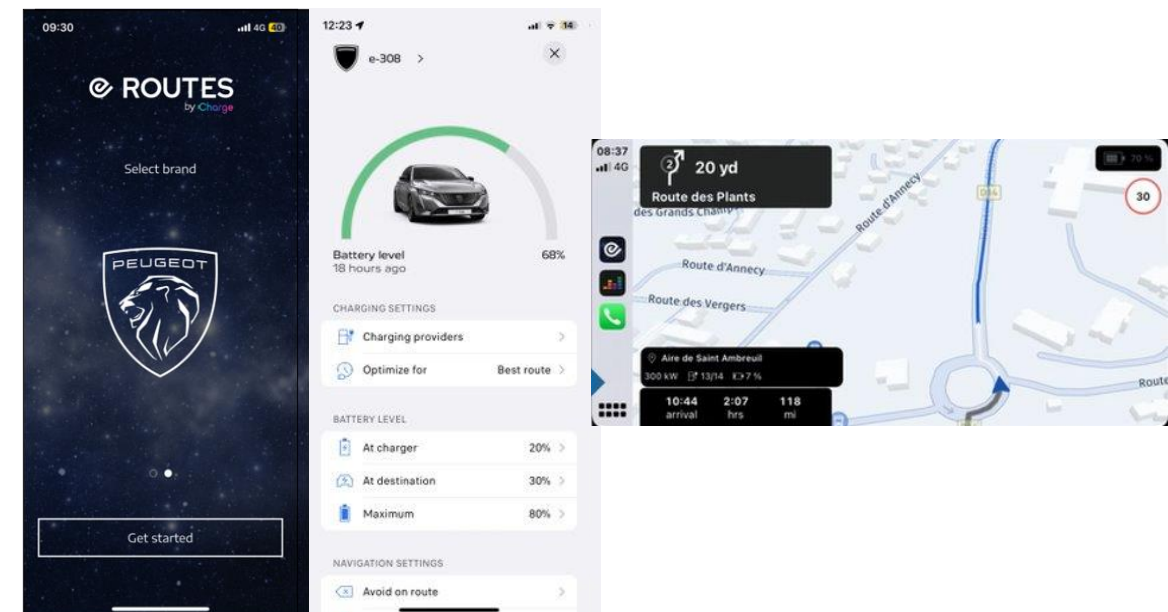 09:30
4G 40
ROUTES
by Charge
Select brand
PEUGEOT
Get started
12:23
14
e-308 >
Battery level
68%
18 hours ago
CHARGING SETTINGS
Charging providers >
Optimize for Best route >
BATTERY LEVEL
At charger 20% >
At destination 30% >
Maximum 80% >
NAVIGATION SETTINGS
Avoid on route >
08:37
4G
2 20 yd
Route des Plants
70 %
30
des Grands Champs
Route d'Annecy
D14
Route d'Annecy
Route des Vergers
Route
Aire de Saint Ambreuil
300 kW 13/14 7 %
10:44 2:07 118
arrival hrs mi